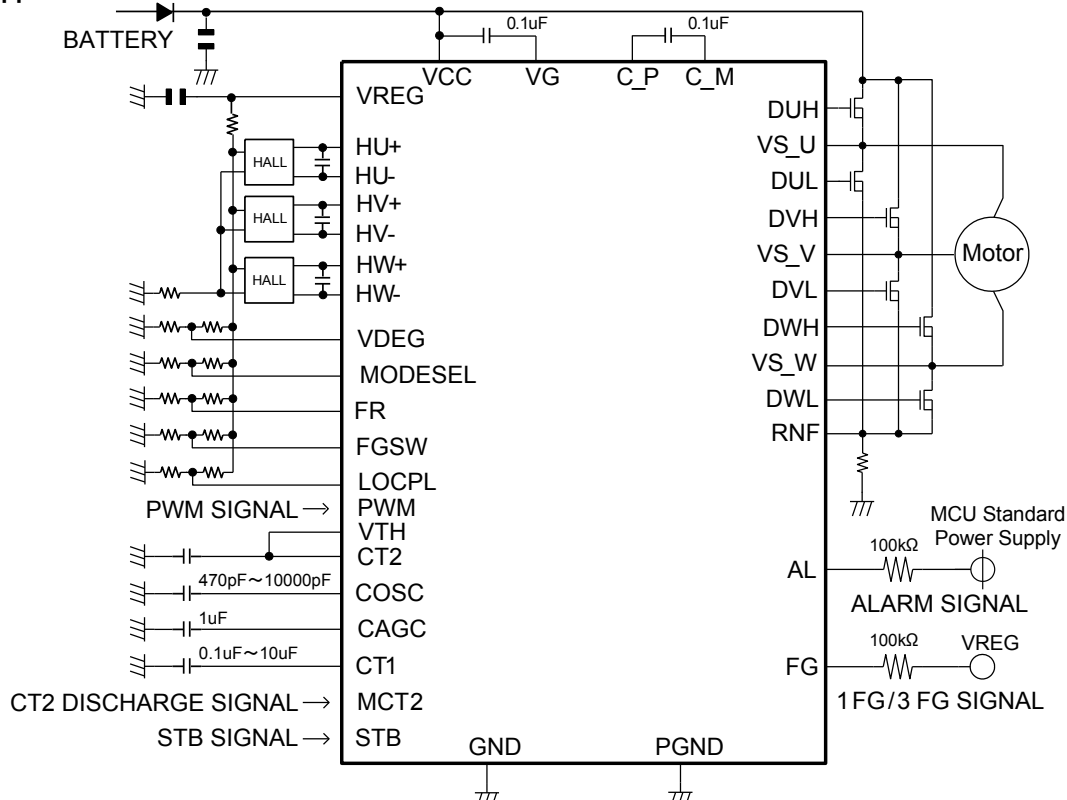 0.1uF
0.1uF
BATTERY
VCC
VG
C_P
C_M
VREG
HU+
HU-
HV+
HV-
HW+
HW-
HALL
HALL
HALL
VDEG
MODESEL
FR
FGSW
LOCPL
PWM SIGNAL
PWM
VTH
CT2
470pF~10000pF
COSC
1uF
CAGC
0.1uF~10uF
CT1
CT2 DISCHARGE SIGNAL
MCT2
STB SIGNAL
STB
GND
PGND
DUH
VS_U
DUL
DVH
VS_V
DVL
DWH
VS_W
DWL
RNF
Motor
MCU Standard
Power Supply
AL
100kΩ
ALARM SIGNAL
FG
100kΩ
VREG
1FG/3 FG SIGNAL